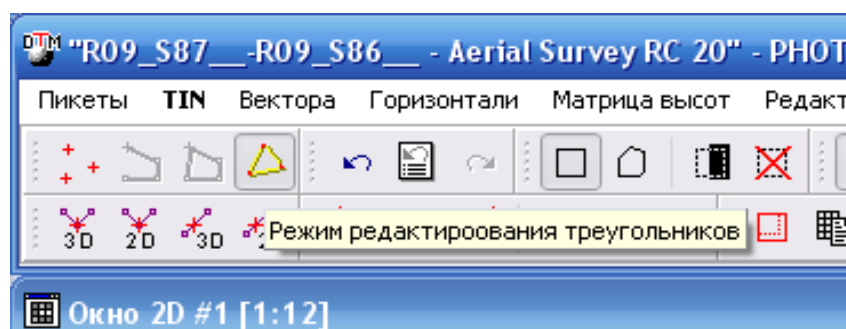 DTM "R09_S87__-R09_S86__ - Aerial Survey RC 20" - PHOT
Пикеты TIN Вектора Горизонтали Матрица высот Редакт
3D 2D 3D
Режим редактироования треугольников
Окно 2D #1 [1:12]